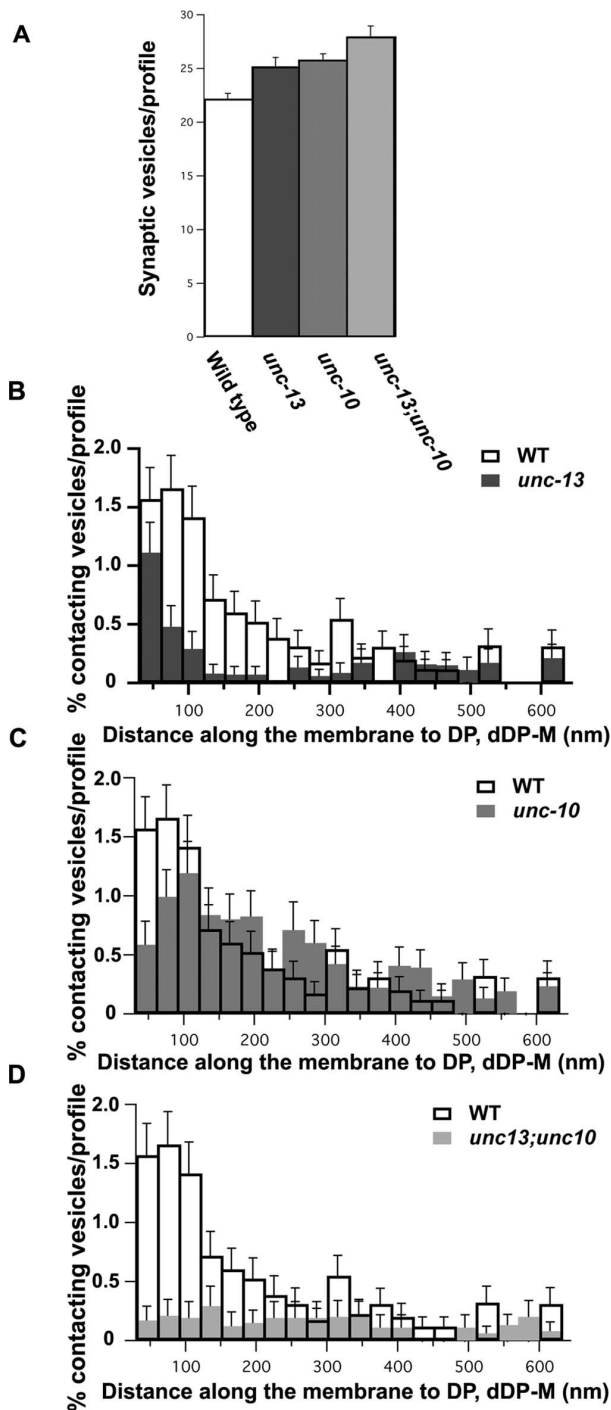 A
Synaptic vesicles/profile
30
25
20
15
10
5
0
Wild type
unc-13
unc-10
unc-13;unc-10
B
% contacting vesicles/profile
2.0
1.5
1.0
0.5
0
WT
unc-13
100 200 300 400 500 600
Distance along the membrane to DP, dDP-M (nm)
C
% contacting vesicles/profile
2.0
1.5
1.0
0.5
0
WT
unc-10
100 200 300 400 500 600
Distance along the membrane to DP, dDP-M (nm)
D
% contacting vesicles/profile
2.0
1.5
1.0
0.5
0
WT
unc13;unc10
100 200 300 400 500 600
Distance along the membrane to DP, dDP-M (nm)